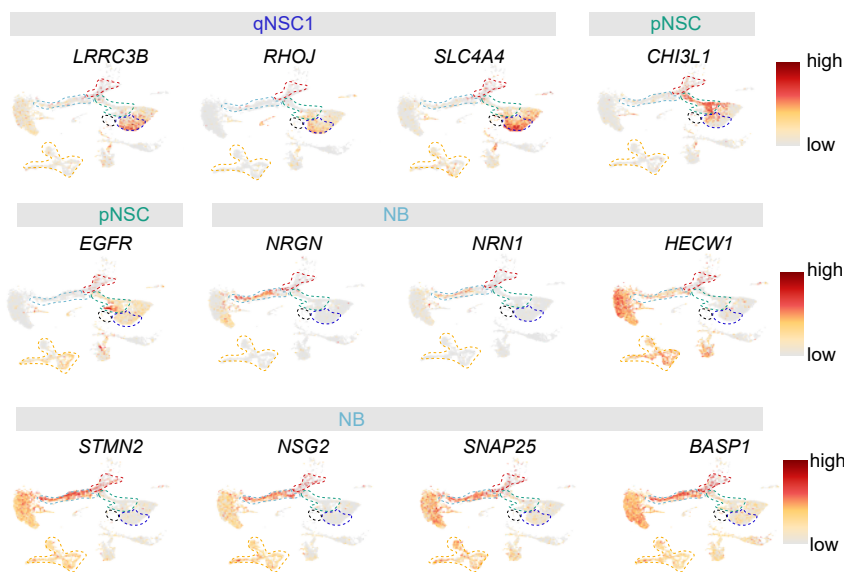 qNSC1 pNSC
LRRC3B RHOJ SLC4A4 CHI3L1
high
low
pNSC NB
EGFR NRGN NRN1 HECW1
high
low
NB
STMN2 NSG2 SNAP25 BASP1
high
low